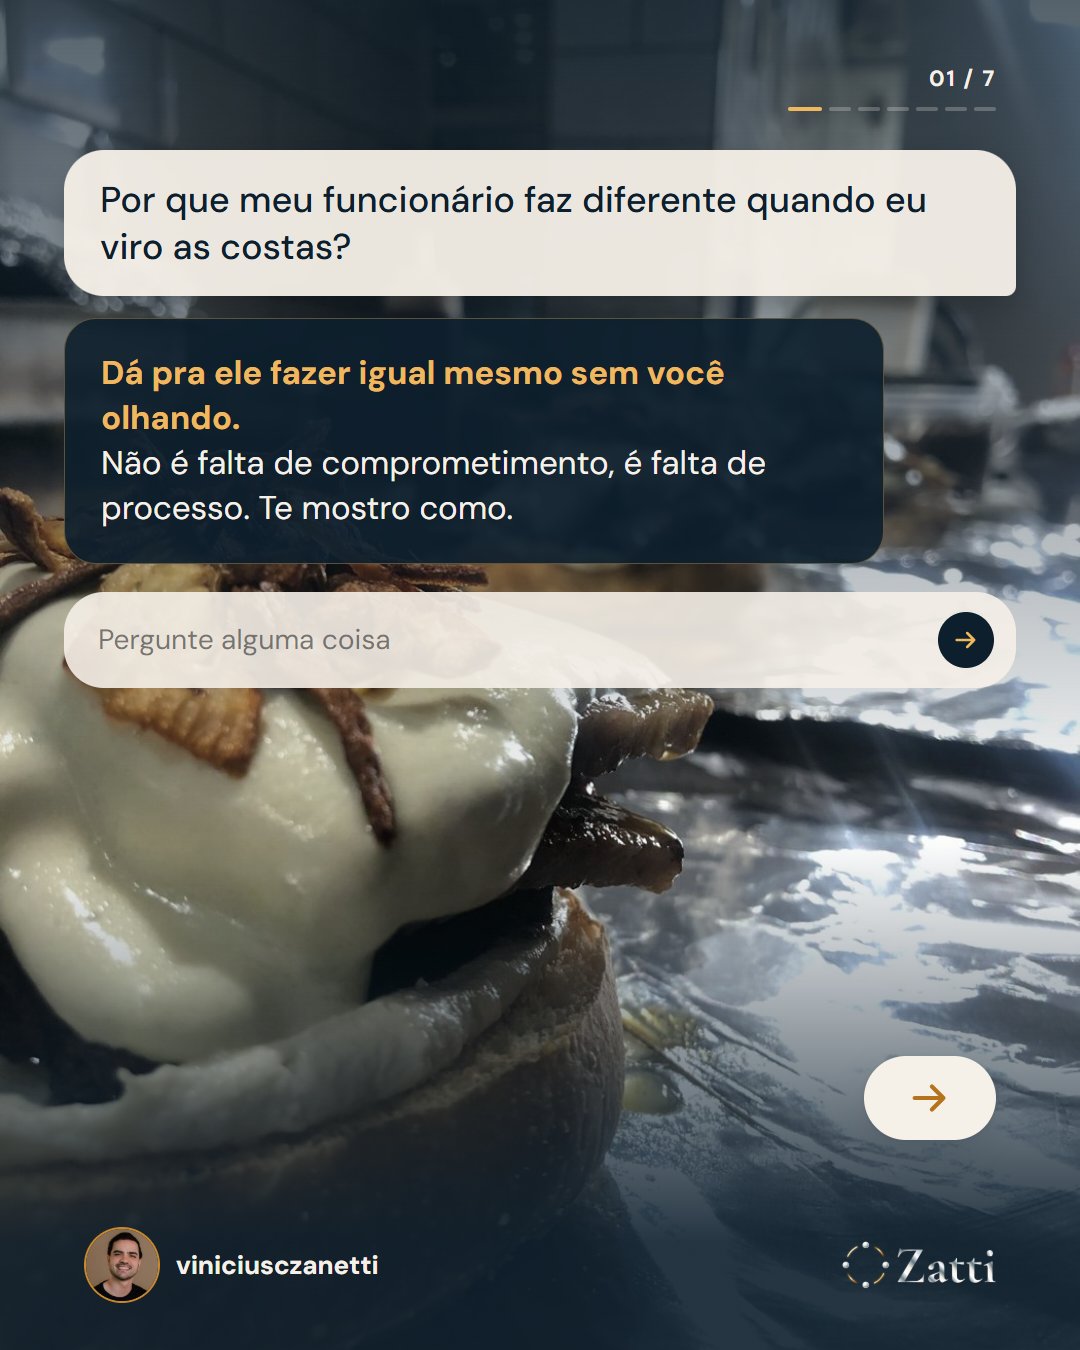 01 / 7
Por que meu funcionário faz diferente quando eu
viro as costas?
Dá pra ele fazer igual mesmo sem você
olhando.
Não é falta de comprometimento, é falta de
processo. Te mostro como.
Pergunte alguma coisa
viniciusczanetti
Zatti